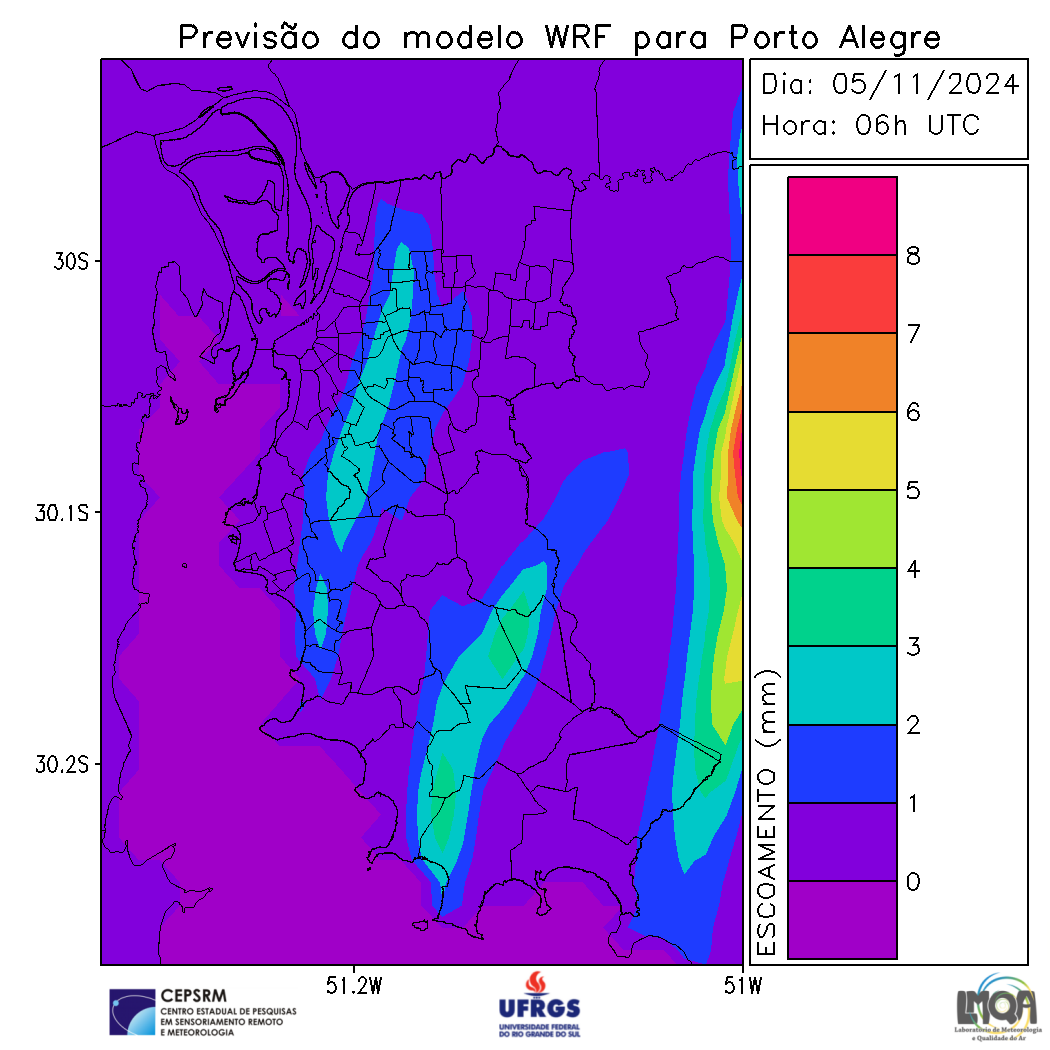 Previsão do modelo WRF para Porto Alegre
Dia: 05/11/2024
Hora: 06h UTC
30S
30.1S
30.2S
51.2W
51W
8
7
6
5
4
3
2
1
0
ESCOAMENTO (mm)
CEPSRM
CENTRO ESTADUAL DE PESQUISAS
EM SENSORIAMENTO REMOTO
E METEOROLOGIA
UFRGS
UNIVERSIDADE FEDERAL
DO RIO GRANDE DO SUL
LMQA
Laboratório de Meteorologia
e Qualidade do Ar